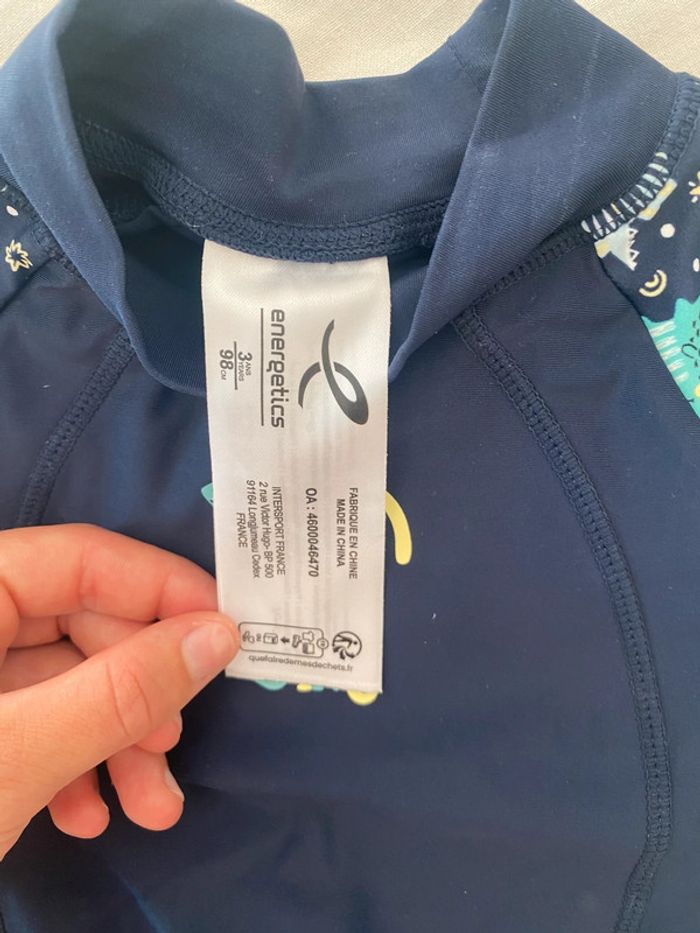 energetics
3 ANS
YEARS
98 CM
FABRIQUE EN CHINE
MADE IN CHINA
OA : 4600046470
INTERSPORT FRANCE
2 rue Victor Hugo- BP 500
91164 Longjumeau Cedex
FRANCE
quefairedemesdechets.fr